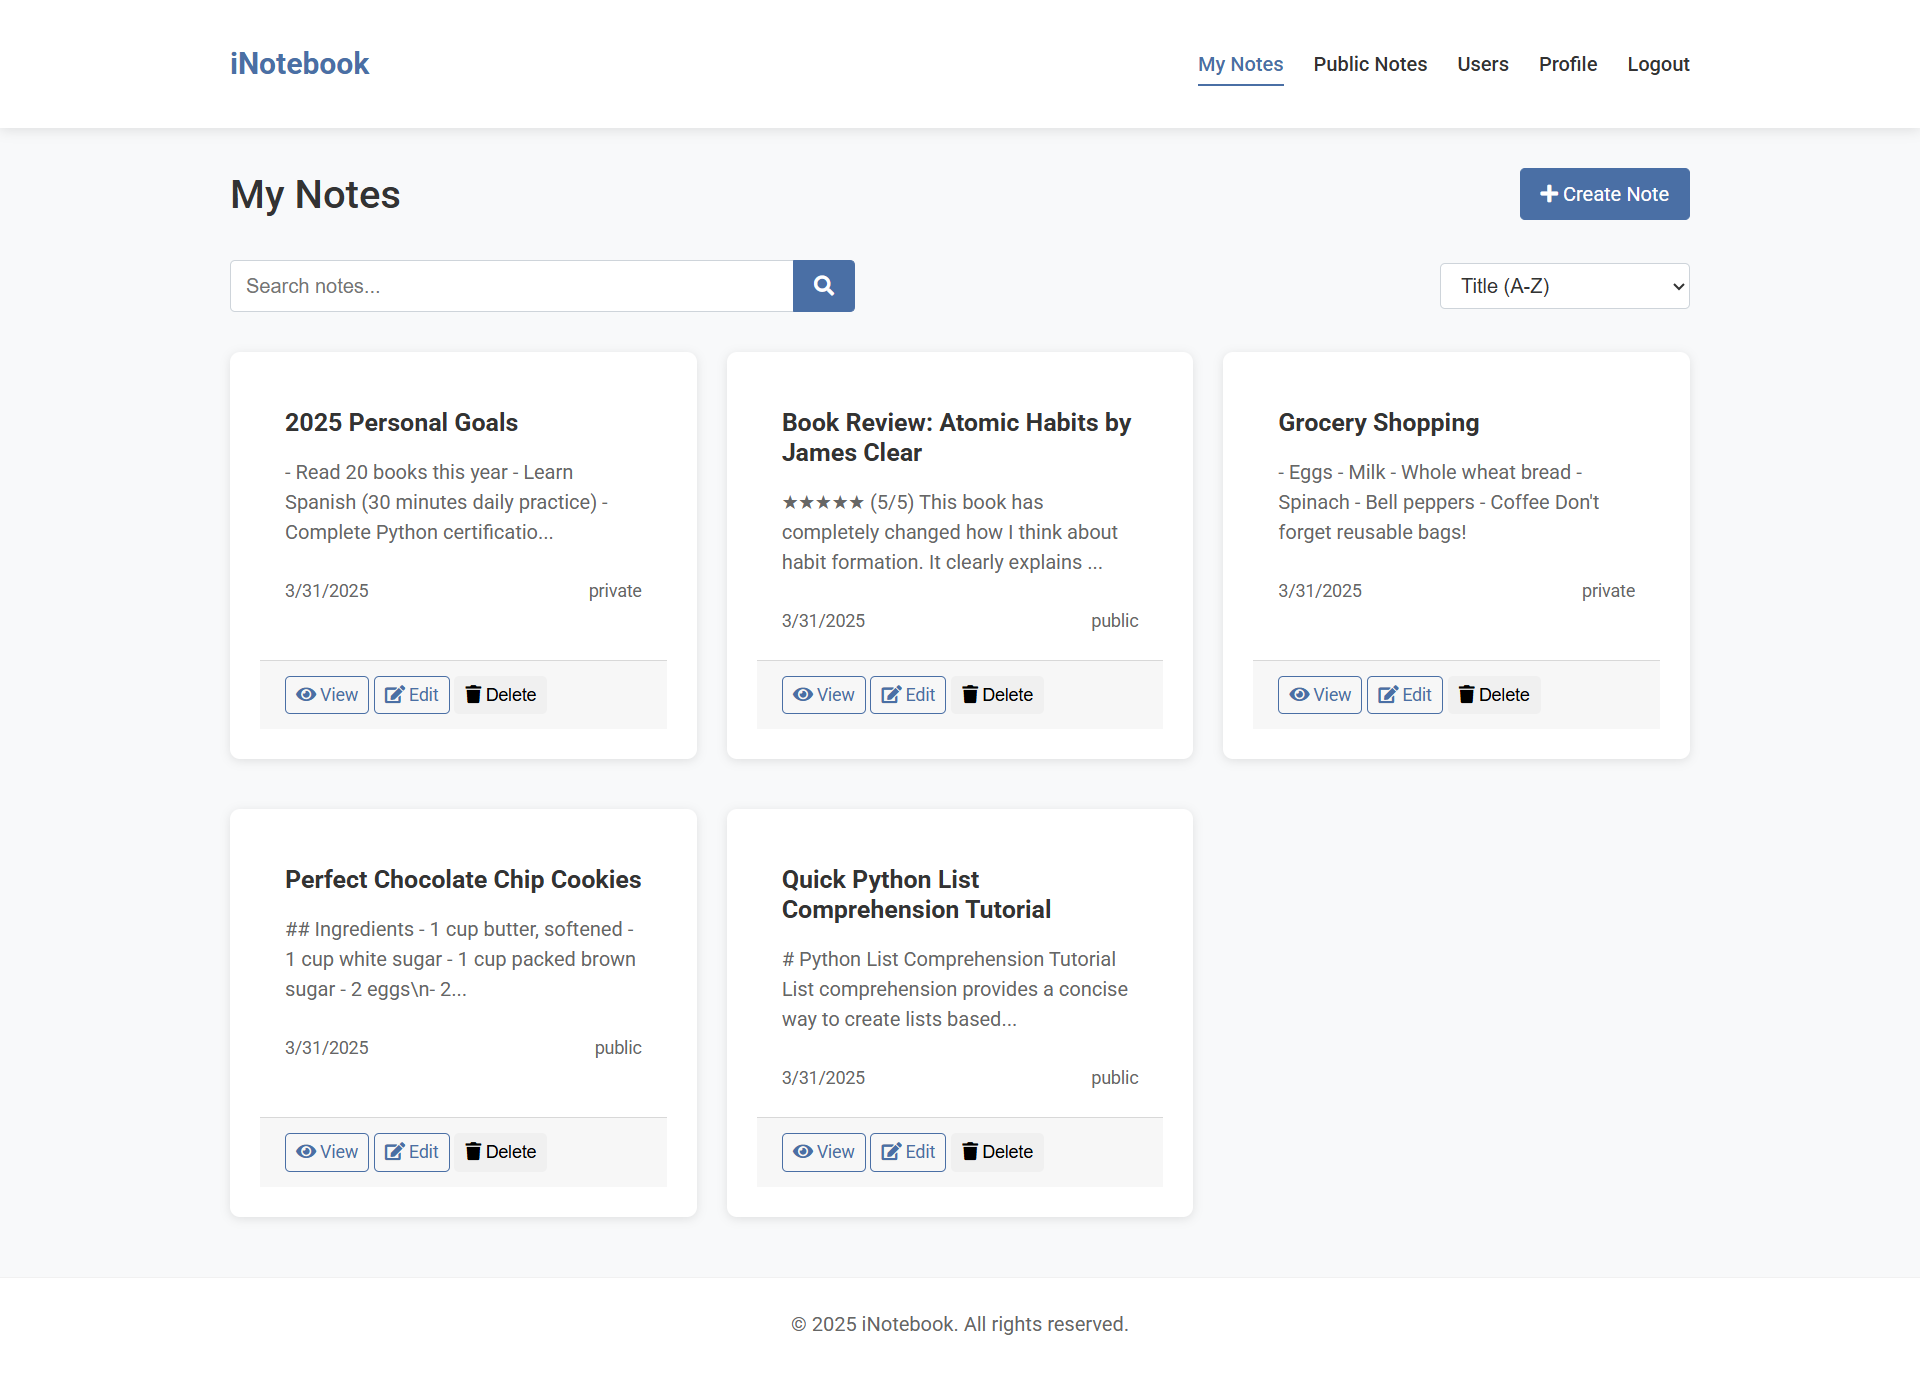 iNotebook
My Notes
Public Notes
Users
Profile
Logout
My Notes
Create Note
Search notes...
Title (A-Z)
2025 Personal Goals
- Read 20 books this year - Learn
Spanish (30 minutes daily practice) -
Complete Python certificatio...
3/31/2025
private
View
Edit
Delete
Book Review: Atomic Habits by
James Clear
★★★★★ (5/5) This book has
completely changed how I think about
habit formation. It clearly explains ...
3/31/2025
public
View
Edit
Delete
Grocery Shopping
- Eggs - Milk - Whole wheat bread -
Spinach - Bell peppers - Coffee Don't
forget reusable bags!
3/31/2025
private
View
Edit
Delete
Perfect Chocolate Chip Cookies
## Ingredients - 1 cup butter, softened -
1 cup white sugar - 1 cup packed brown
sugar - 2 eggs\n- 2...
3/31/2025
public
View
Edit
Delete
Quick Python List
Comprehension Tutorial
# Python List Comprehension Tutorial
List comprehension provides a concise
way to create lists based...
3/31/2025
public
View
Edit
Delete
© 2025 iNotebook. All rights reserved.